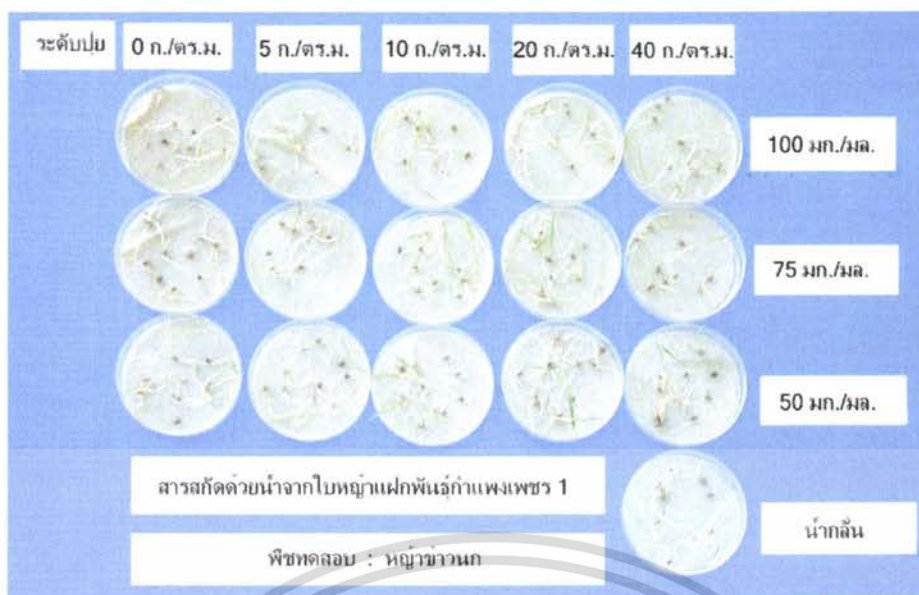 ระดับปุ๋ย 0 ก./ตร.ม. 5 ก./ตร.ม. 10 ก./ตร.ม. 20 ก./ตร.ม. 40 ก./ตร.ม.
100 มก./มล.
75 มก./มล.
50 มก./มล.
สารสกัดด้วยน้ำจากใบหญ้าแฝกพันธุ์กำแพงเพชร 1
น้ำกลั่น
พืชทดสอบ : หญ้าข้าวนก